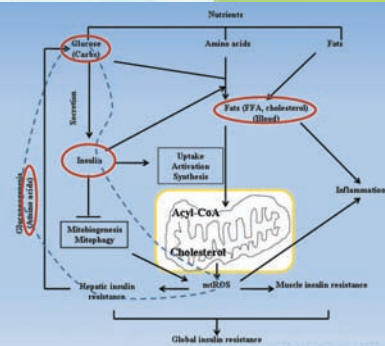 Nutrients
Glucose
(Carbs)
Amino acids
Fats
Secretion
Fats (FFA, cholesterol)
(Blood)
Insulin
Uptake
Activation
Synthesis
Gluconeogenesis
(Amino acids)
Inflammation
Acyl-CoA
Mitobiogenesis
Mitophagy
Cholesterol
Hepatic insulin
resistance
mtROS
Muscle insulin resistance
Global insulin resistance